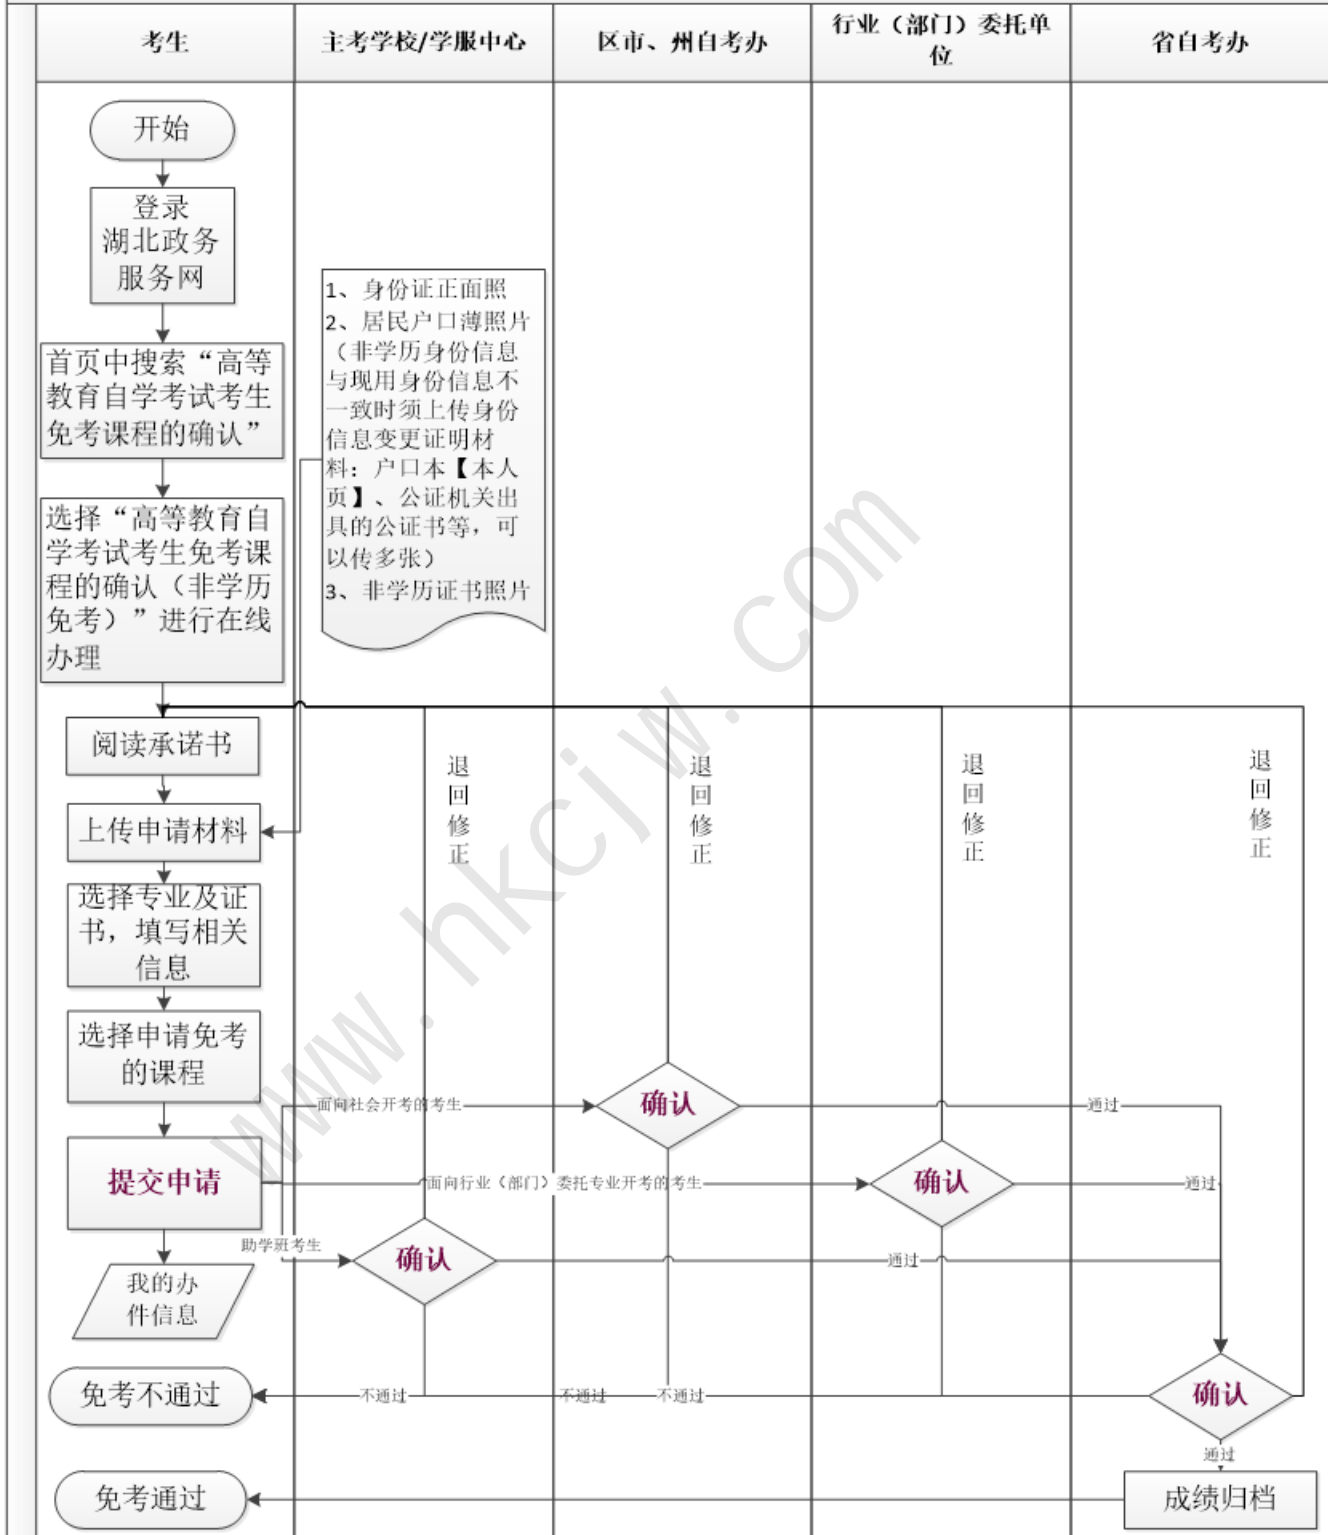 考生
主考学校/学服中心
区市、州自考办
行业（部门）委托单
位
省自考办
开始
登录
湖北政务
服务网
首页中搜索“高等
教育自学考试考生
免考课程的确认”
选择“高等教育自
学考试考生免考课
程的确认（非学历
免考）”进行在线
办理
1、身份证正面照
2、居民户口薄照片
（非学历身份信息
与现用身份信息不
一致时须上传身份
信息变更证明材
料：户口本【本人
页】、公证机关出
具的公证书等，可
以传多张）
3、非学历证书照片
阅读承诺书
上传申请材料
选择专业及证
书，填写相关
信息
选择申请免考
的课程
提交申请
我的办
件信息
免考不通过
免考通过
退回修正
退回修正
退回修正
退回修正
面向社会开考的考生
确认
通过
面向行业（部门）委托专业开考的考生
确认
通过
助学班考生
确认
通过
不通过
不通过
不通过
确认
通过
成绩归档
www.hkcjw.com